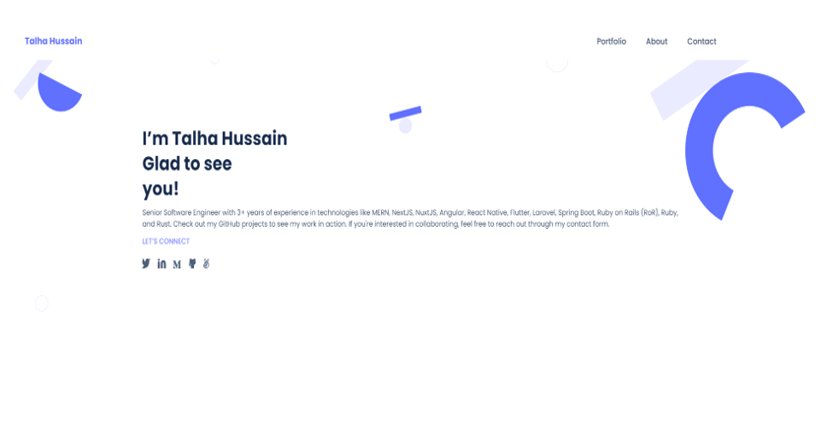 Talha Hussain
Portfolio About Contact
I'm Talha Hussain
Glad to see
you!
Senior Software Engineer with 3+ years of experience in technologies like MERN, NextJS, NuxtJS, Angular, React Native, Flutter, Laravel, Spring Boot, Ruby on Rails (RoR), Ruby,
and Rust. Check out my GitHub projects to see my work in action. If you're interested in collaborating, feel free to reach out through my contact form.
LET'S CONNECT